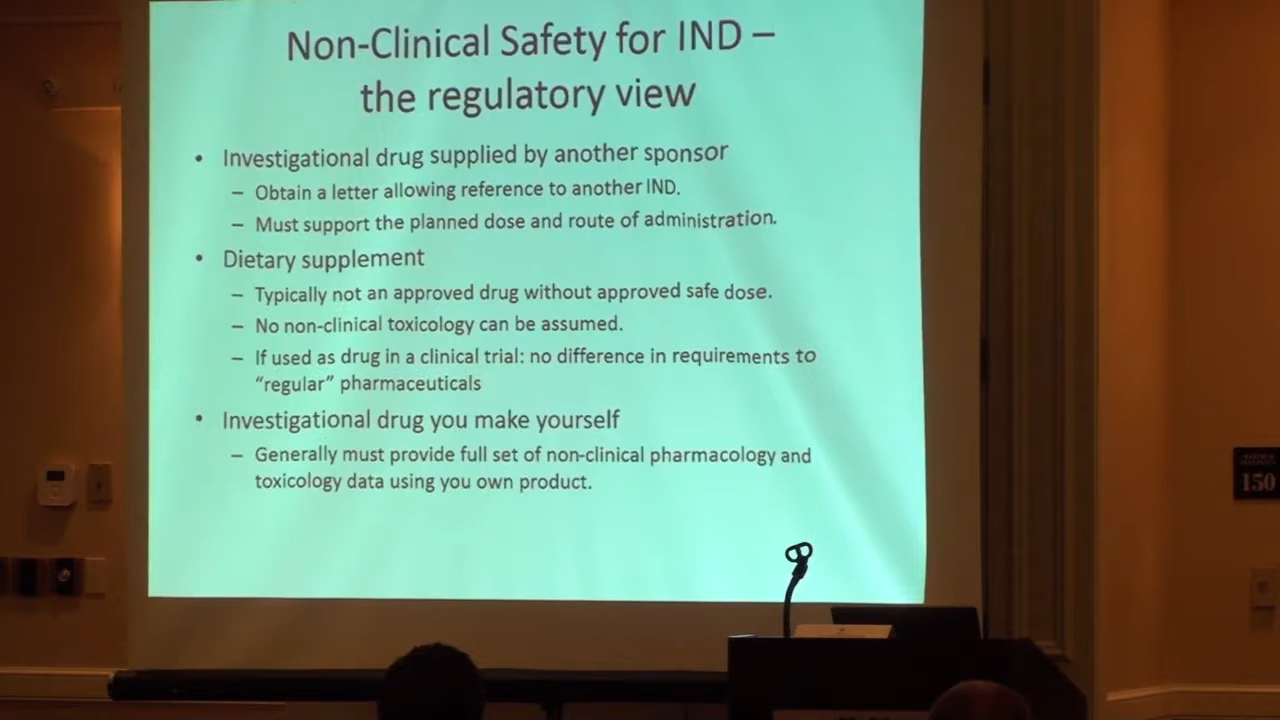 Non-Clinical Safety for IND –
the regulatory view
• Investigational drug supplied by another sponsor
– Obtain a letter allowing reference to another IND.
– Must support the planned dose and route of administration.
• Dietary supplement
– Typically not an approved drug without approved safe dose.
– No non-clinical toxicology can be assumed.
– If used as drug in a clinical trial: no difference in requirements to
“regular” pharmaceuticals
• Investigational drug you make yourself
– Generally must provide full set of non-clinical pharmacology and
toxicology data using you own product.
150